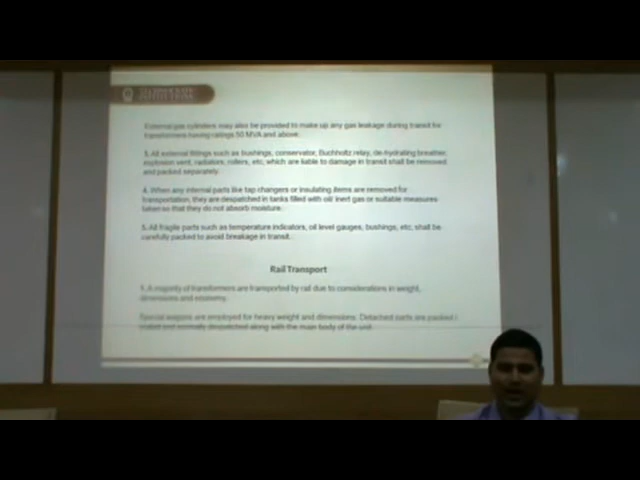 External gas cylinders may also be provided to make up any gas leakage during transit for
transformers having ratings 50 MVA and above.
3. All external fittings such as bushings, conservator, Buchholtz relay, de-hydrating breather,
explosion vent, radiators, rollers, etc, which are liable to damage in transit shall be removed
and packed separately.
4. When any internal parts like tap changers or insulating items are removed for
transportation, they are despatched in tanks filled with oil/ inert gas or suitable measures
taken so that they do not absorb moisture.
5. All fragile parts such as temperature indicators, oil level gauges, bushings, etc, shall be
carefully packed to avoid breakage in transit.
Rail Transport
1. A majority of transformers are transported by rail due to considerations in weight,
dimensions and economy.
Special wagons are employed for heavy weight and dimensions. Detached parts are packed /
and normally despatched along with the main body of the unit.